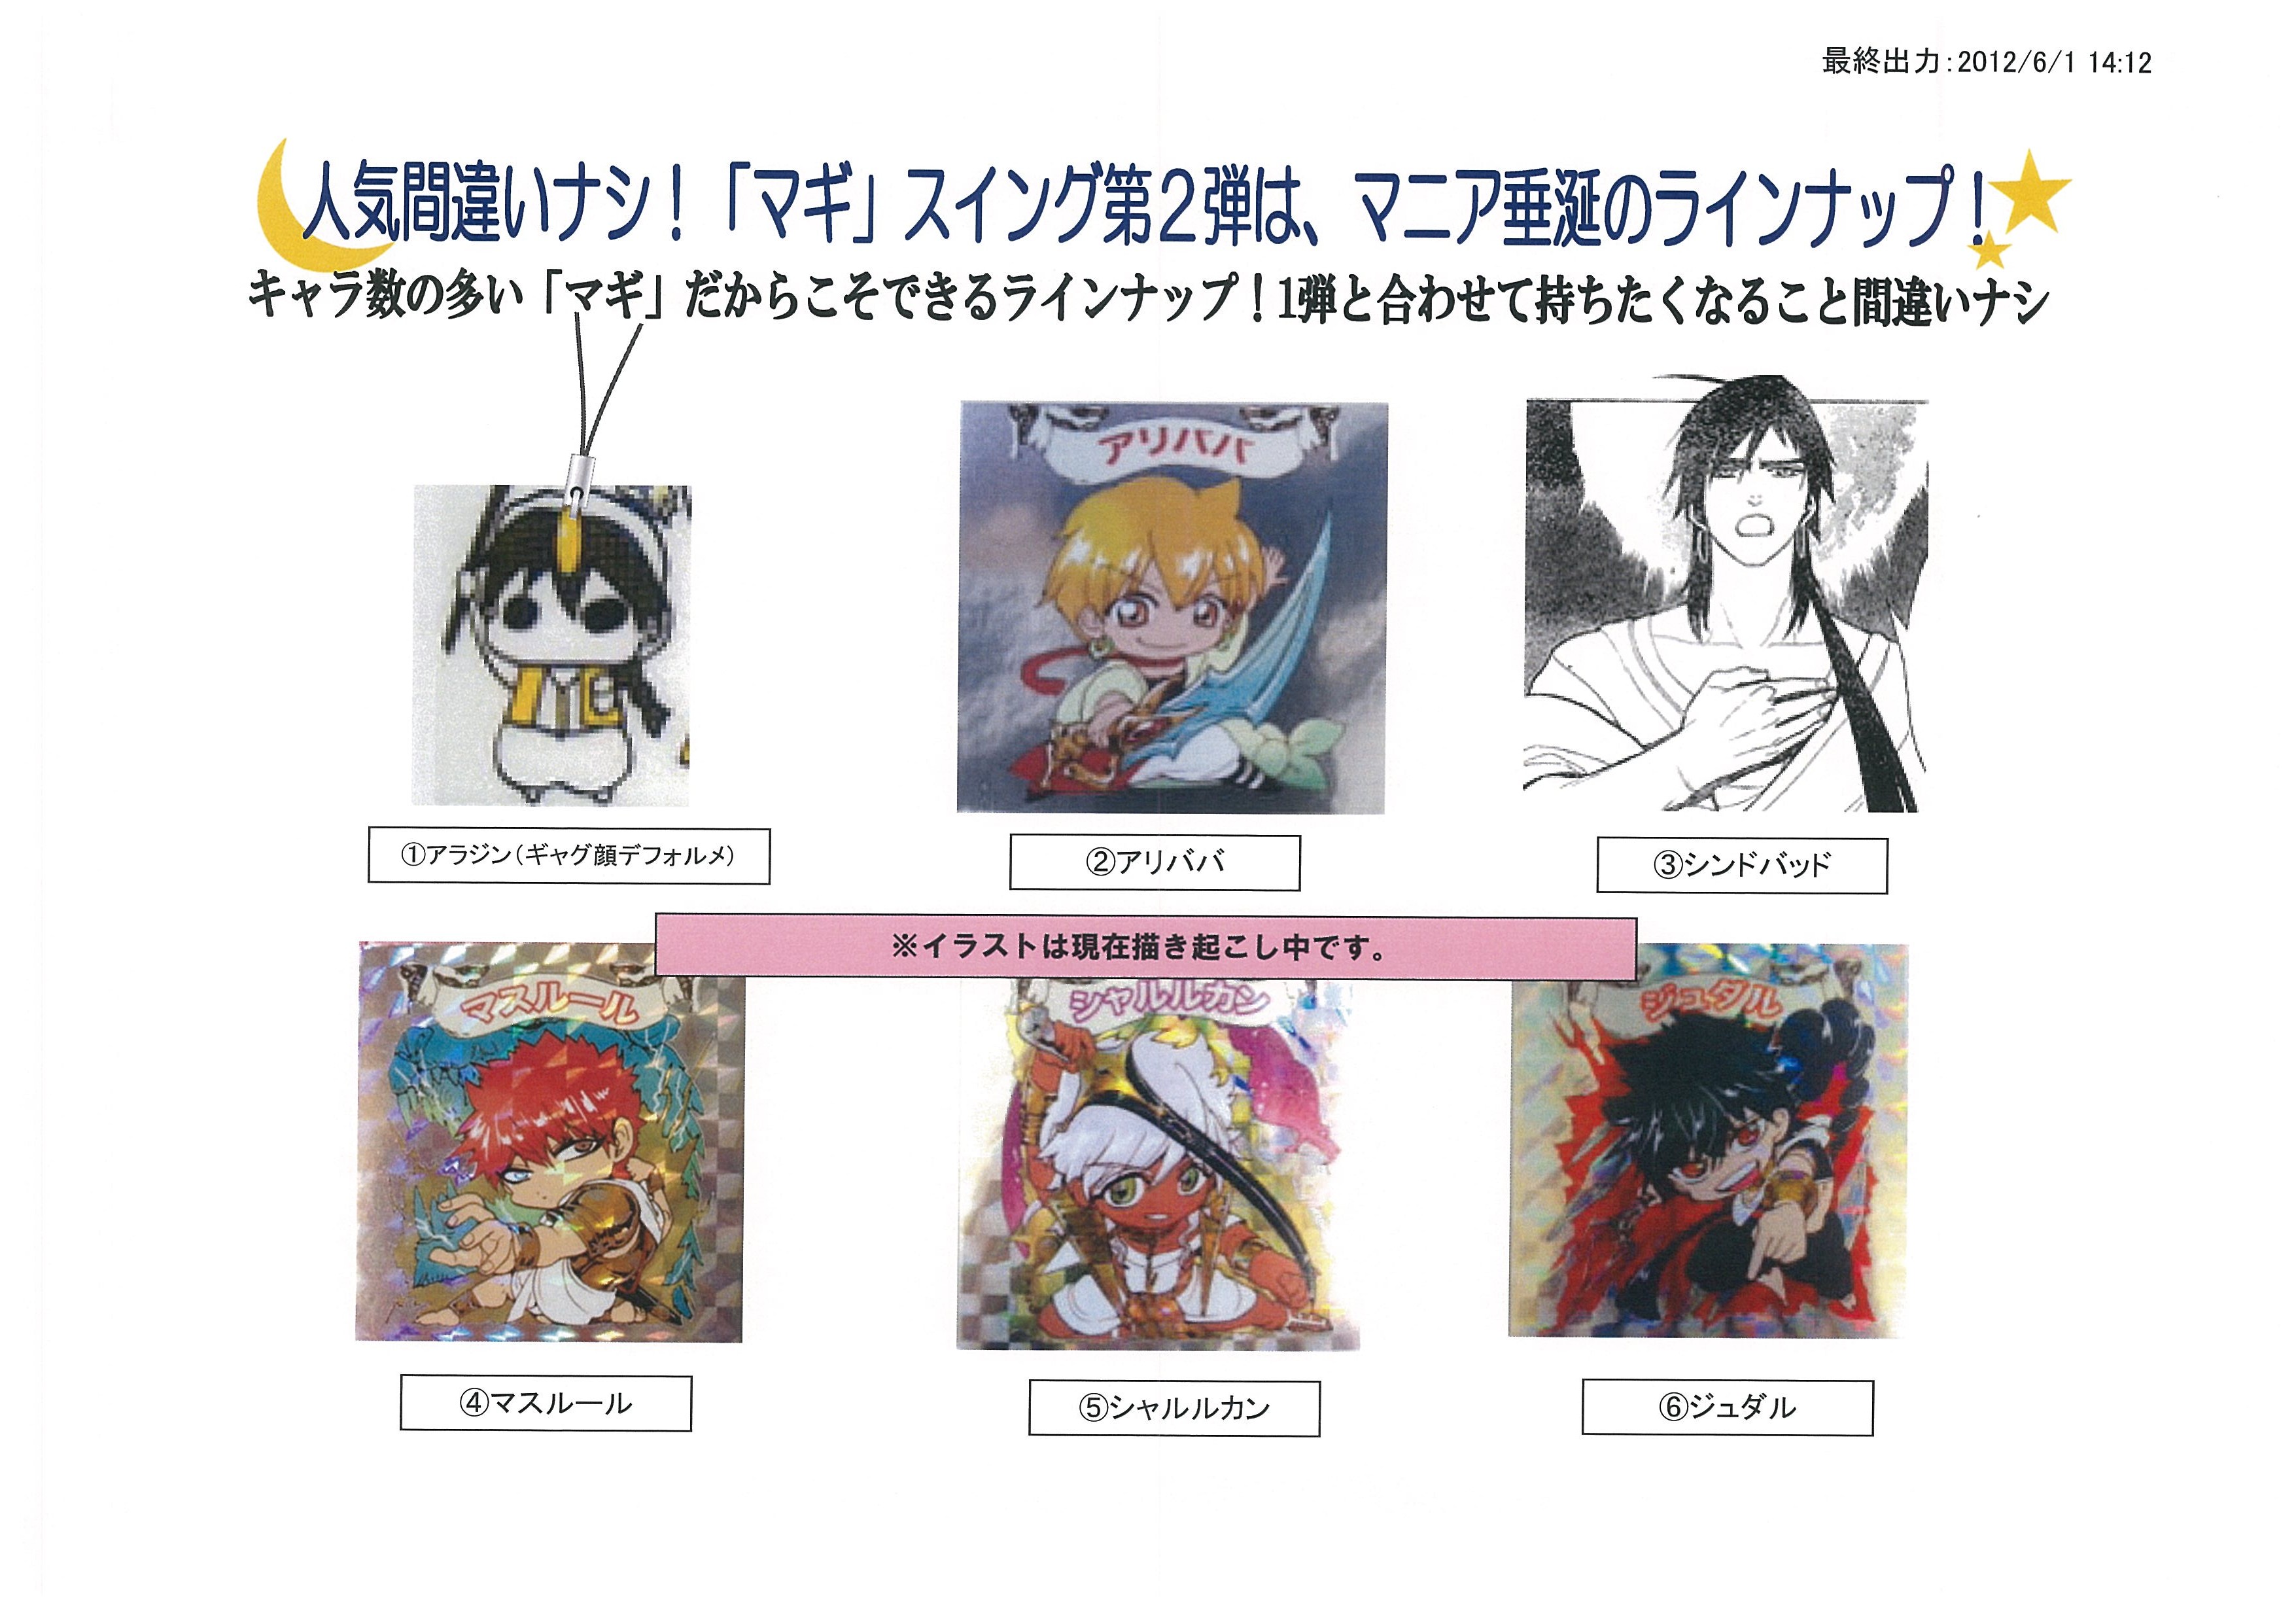 最終出力：2012/6/1 14:12
人気間違いナシ！「マギ」スイング第２弾は、マニア垂涎のラインナップ！
キャラ数の多い「マギ」だからこそできるラインナップ！1弾と合わせて持ちたくなること間違いナシ
アリババ
①アラジン（ギャグ顔デフォルメ）
②アリババ
③シンドバッド
※イラストは現在描き起こし中です。
マスルール
シャルルカン
ジュダル
④マスルール
⑤シャルルカン
⑥ジュダル